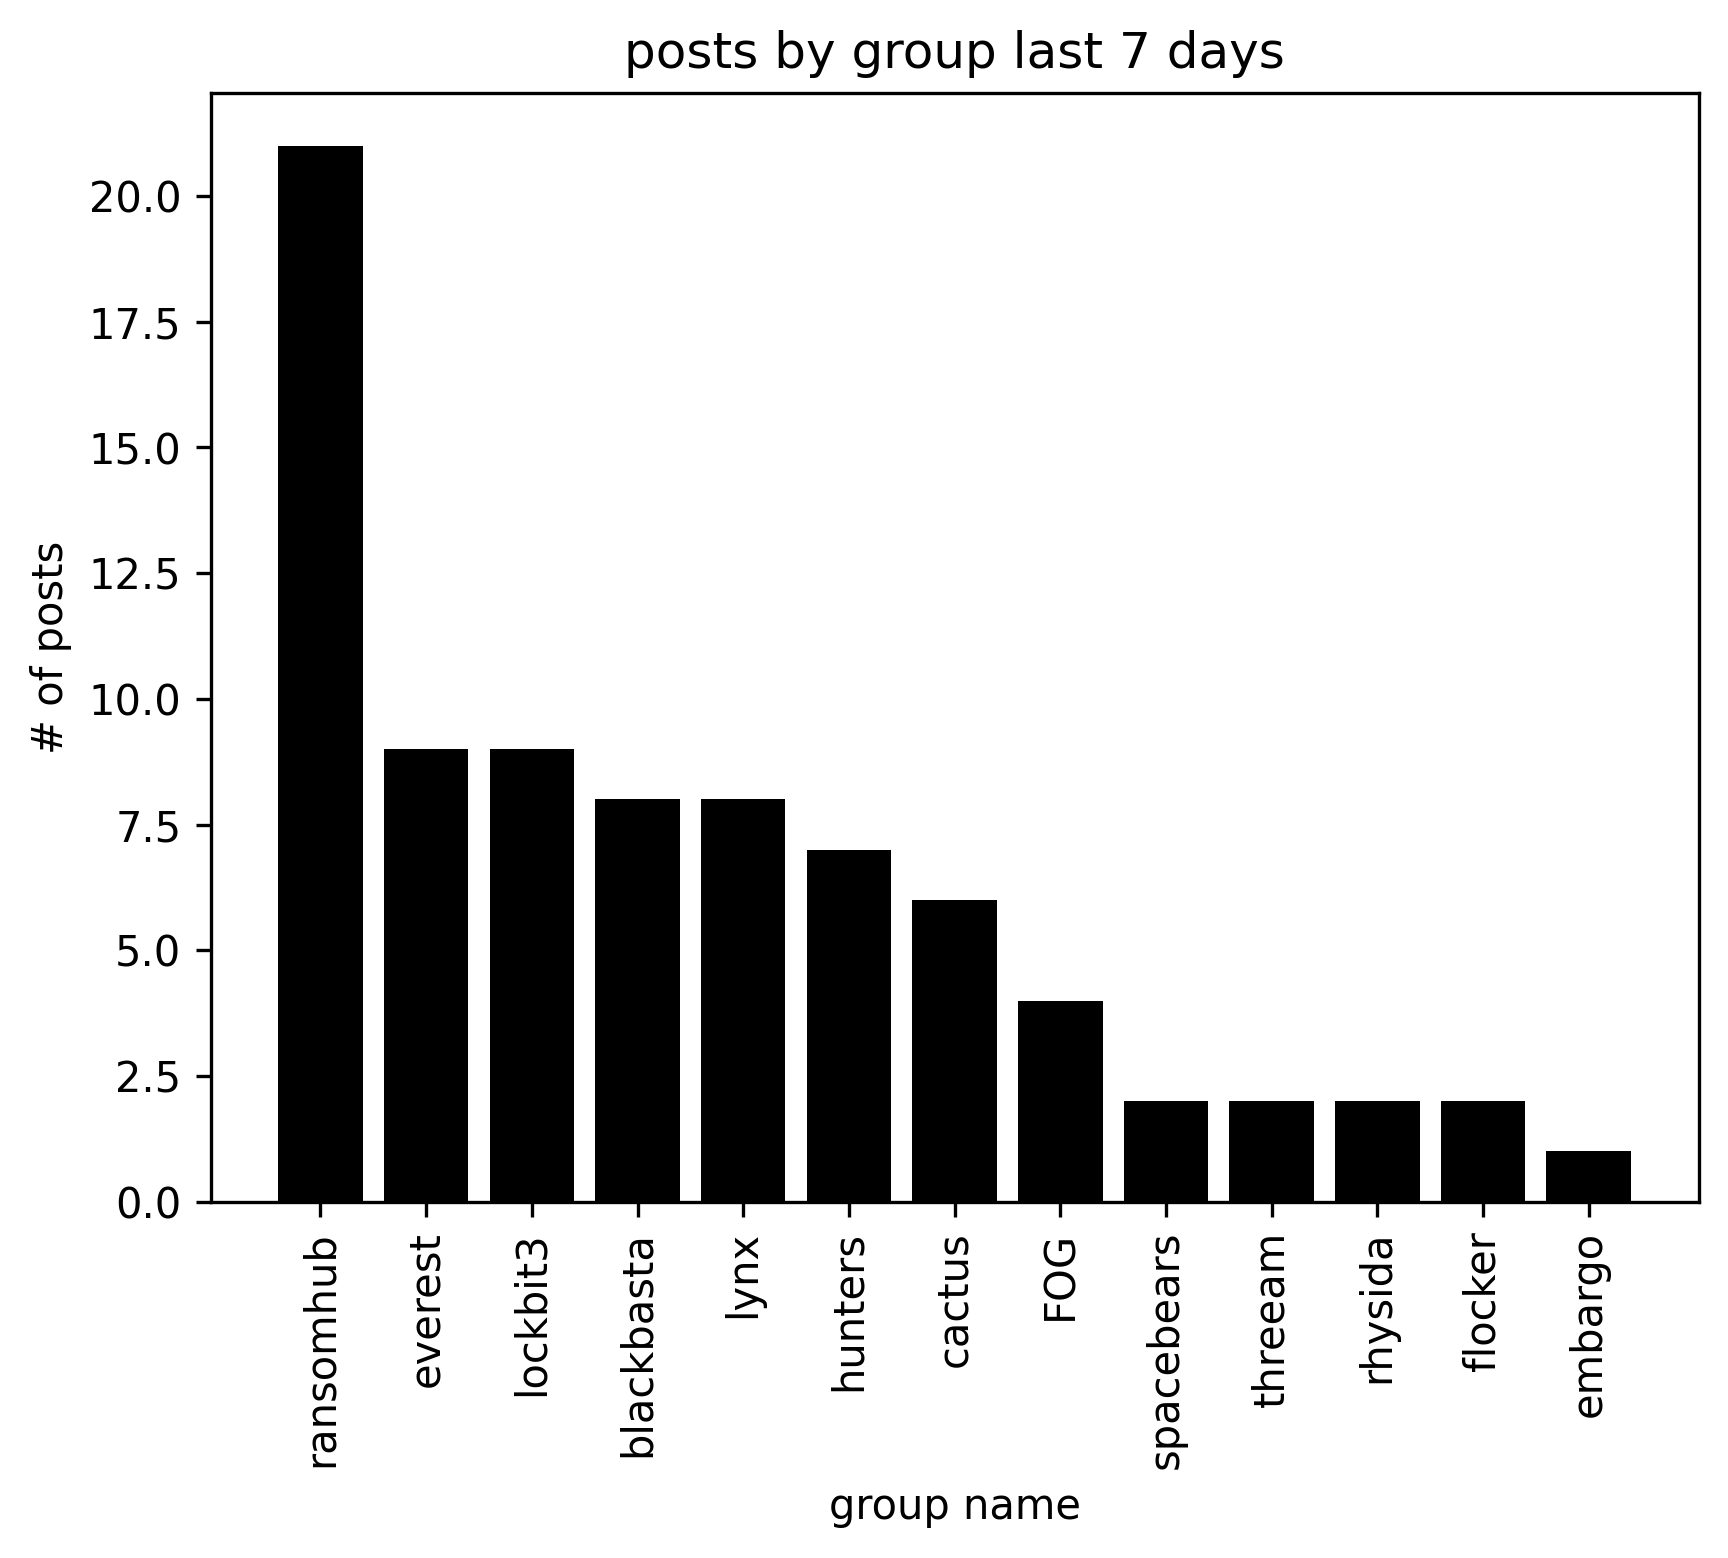 posts by group last 7 days
# of posts
20.0
17.5
15.0
12.5
10.0
7.5
5.0
2.5
0.0
ransomhub
everest
lockbit3
blackbasta
lynx
hunters
cactus
FOG
spacebears
threeam
rhysida
flocker
embargo
group name